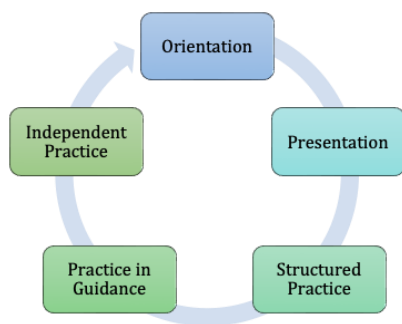 Orientation
Presentation
Structured
Practice
Practice in
Guidance
Independent
Practice